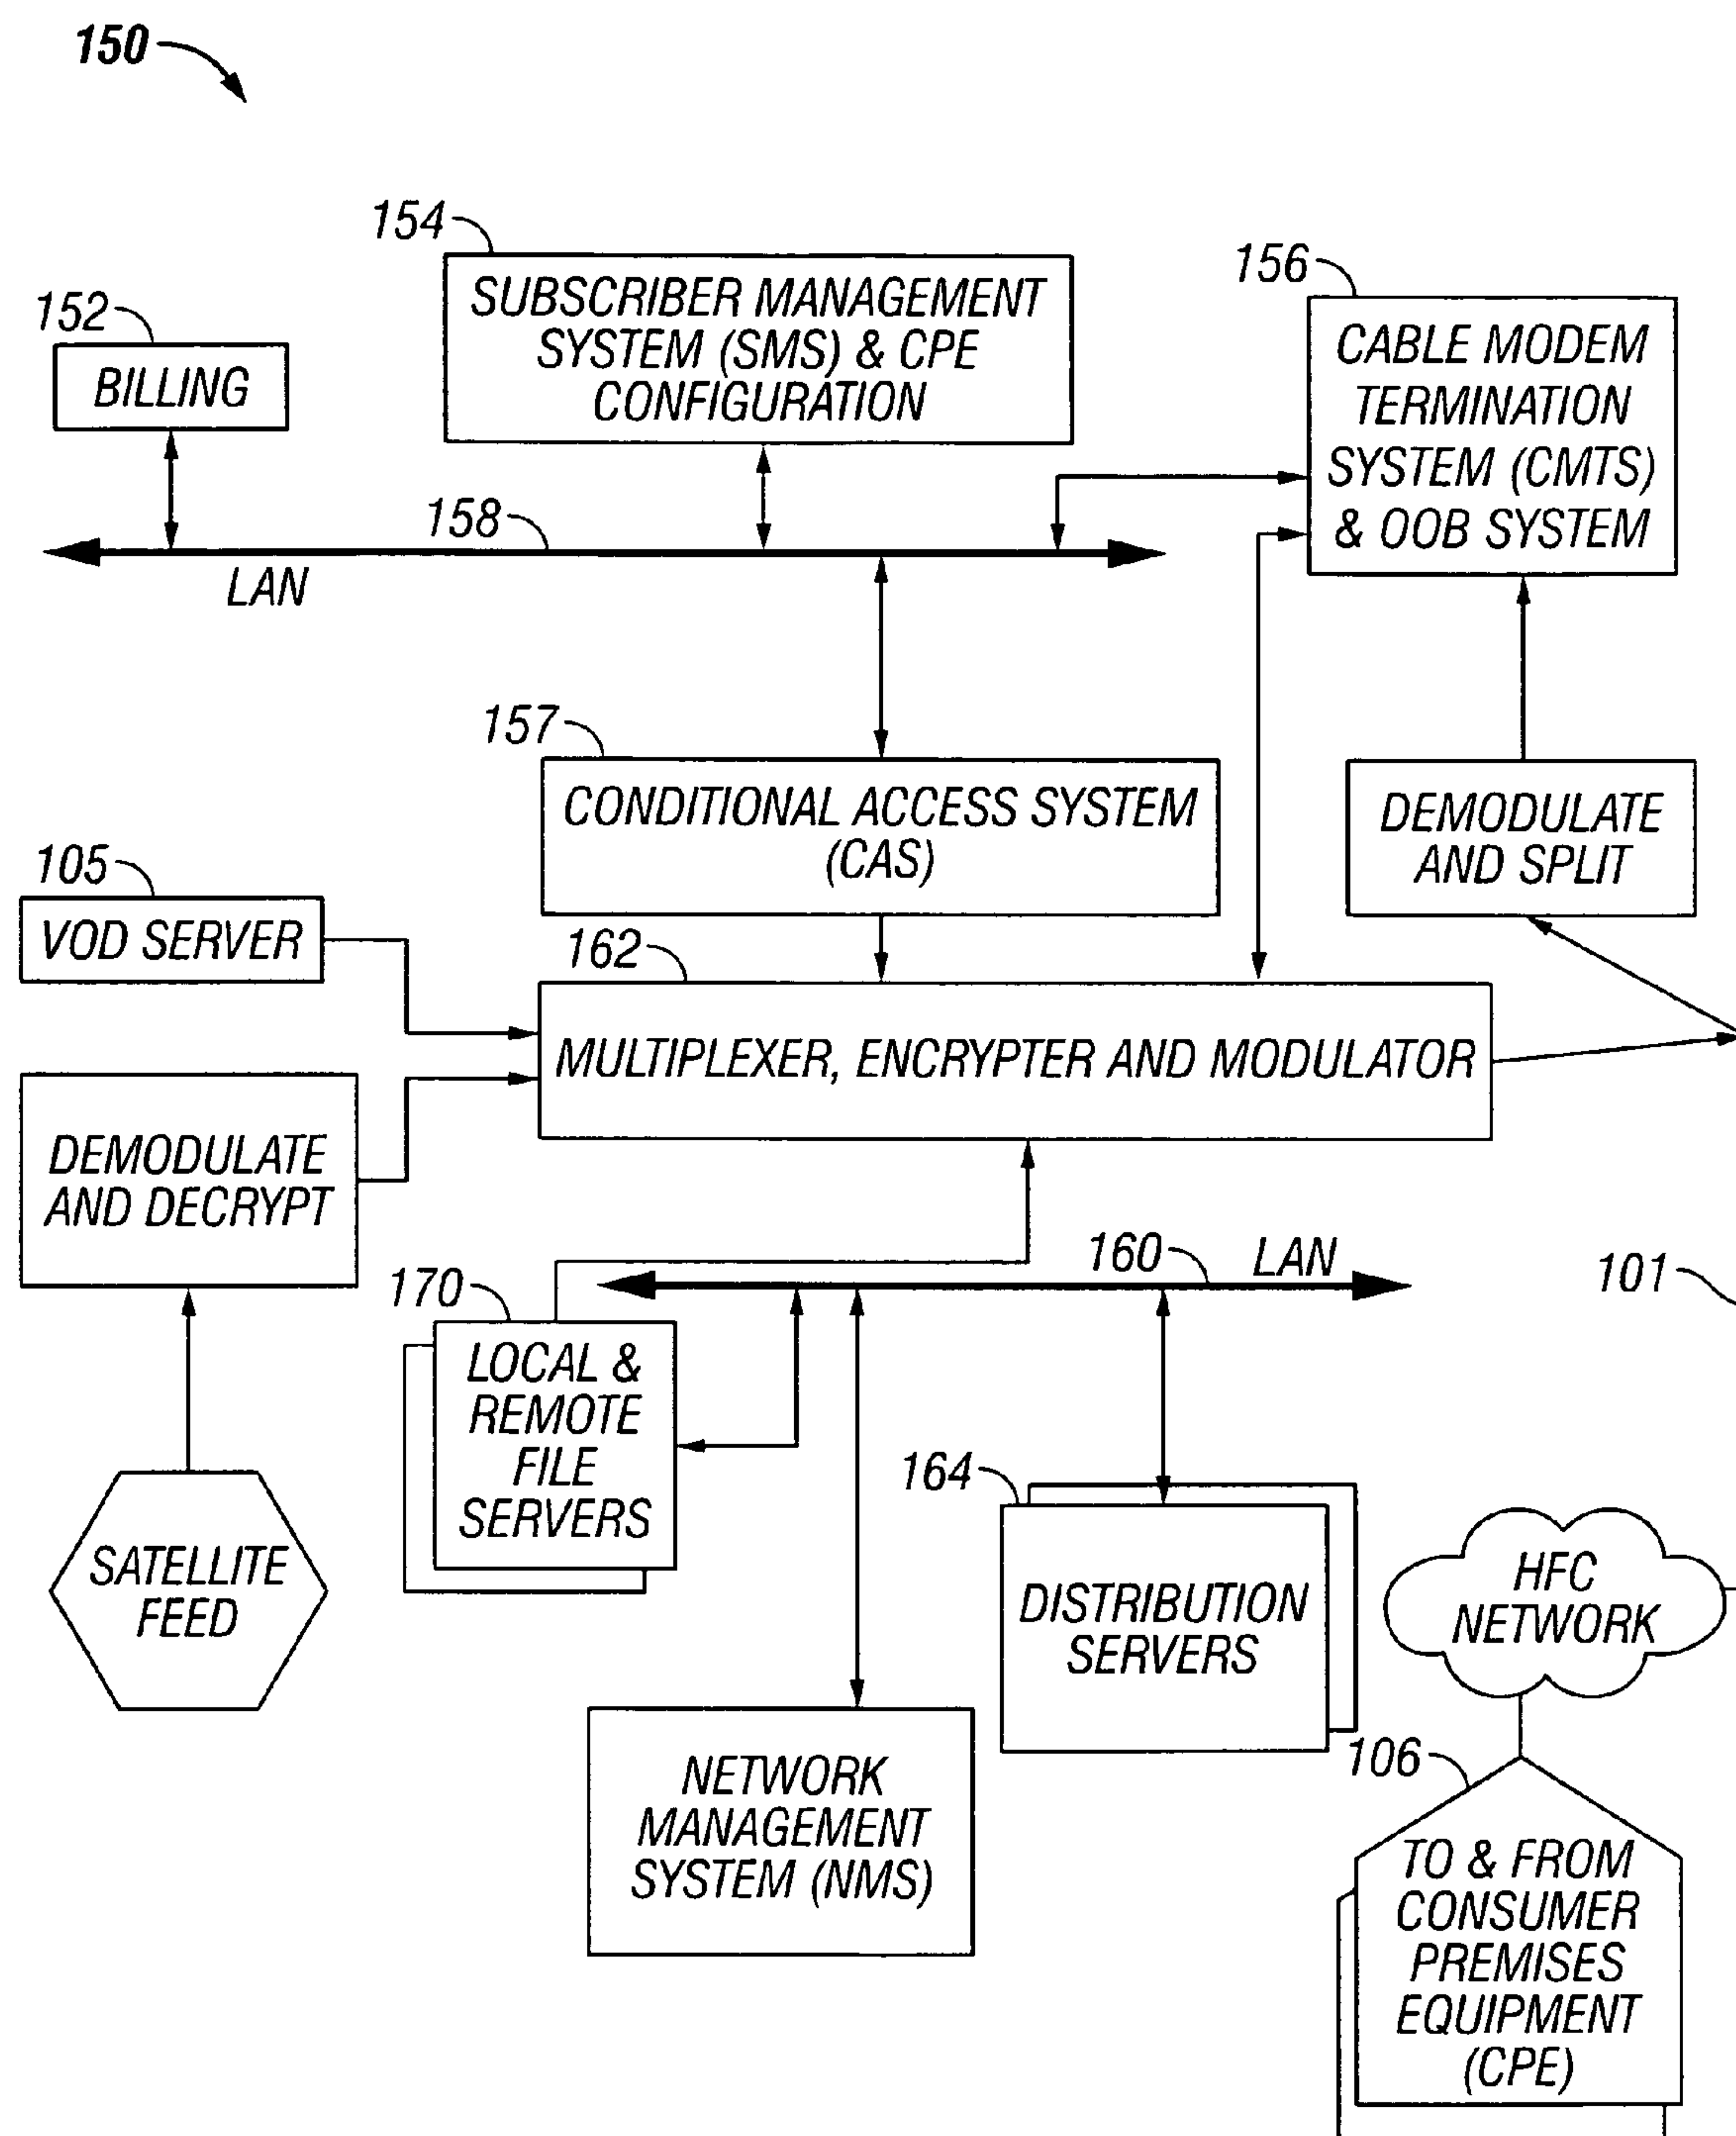 150
154
SUBSCRIBER MANAGEMENT
SYSTEM (SMS) & CPE
CONFIGURATION
156
CABLE MODEM
TERMINATION
SYSTEM (CMTS)
& OOB SYSTEM
152
BILLING
158
LAN
157
CONDITIONAL ACCESS SYSTEM
(CAS)
DEMODULATE
AND SPLIT
105
VOD SERVER
162
MULTIPLEXER, ENCRYPTER AND MODULATOR
DEMODULATE
AND DECRYPT
160
LAN
101
170
LOCAL &
REMOTE
FILE
SERVERS
164
DISTRIBUTION
SERVERS
SATELLITE
FEED
HFC
NETWORK
NETWORK
MANAGEMENT
SYSTEM (NMS)
106
TO & FROM
CONSUMER
PREMISES
EQUIPMENT
(CPE)